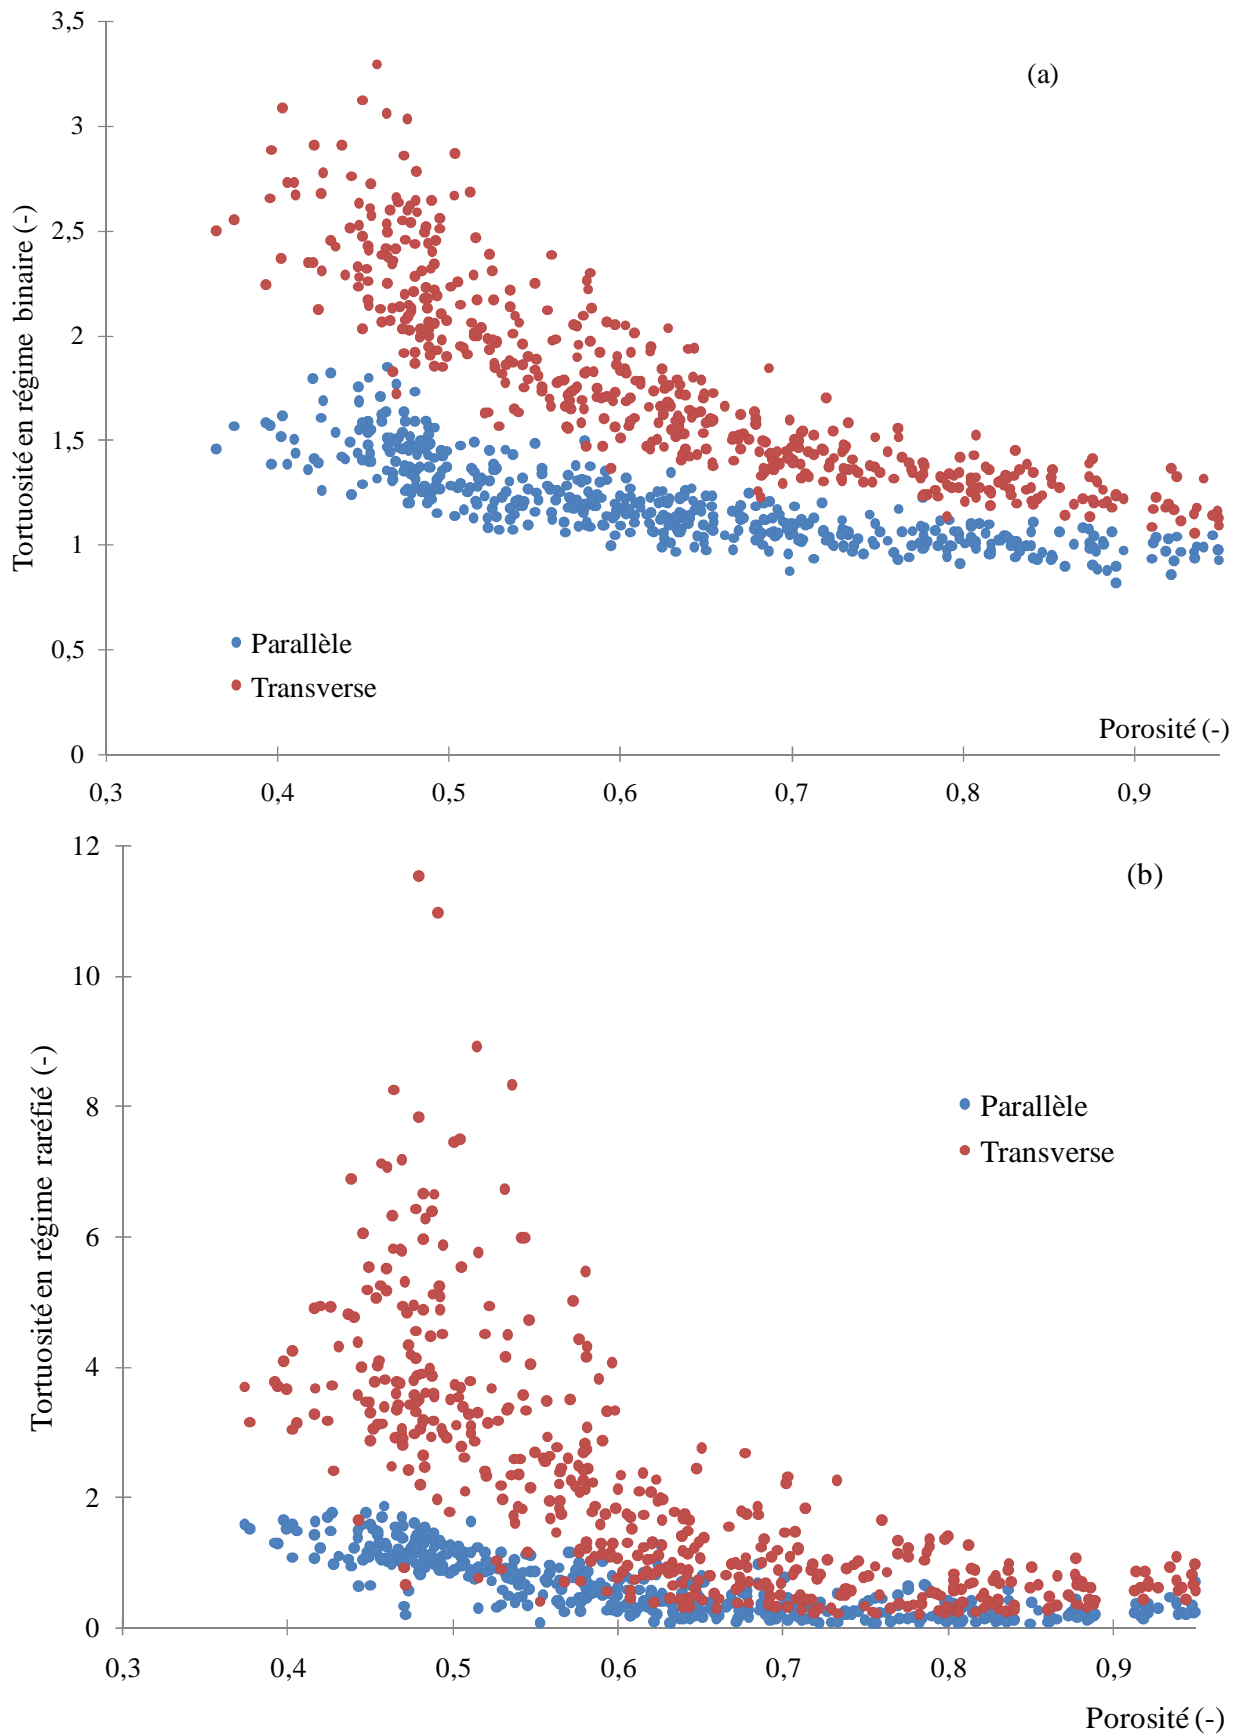 3,5
(a)
3
2,5
2
1,5
1
0,5
0
Tortuosité en régime binaire (-)
Parallèle
Transverse
Porosité (-)
0,3
0,4
0,5
0,6
0,7
0,8
0,9
12
(b)
10
8
6
4
2
0
Tortuosité en régime raréfié (-)
Parallèle
Transverse
0,3
0,4
0,5
0,6
0,7
0,8
0,9
Porosité (-)